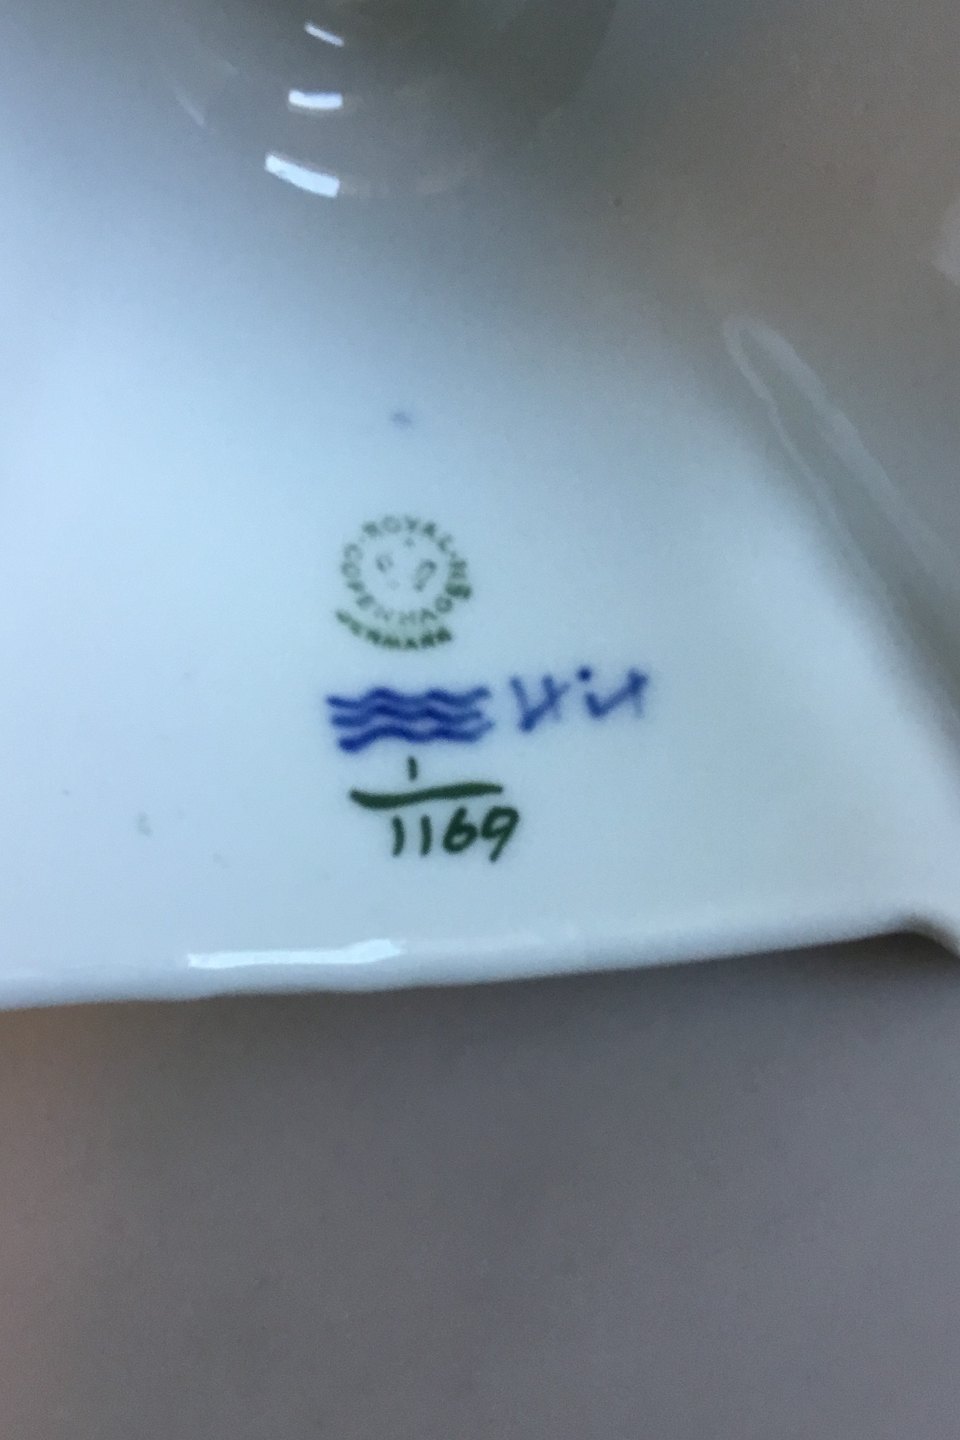 ROYAL
COPENHAGEN
DENMARK
1
1169